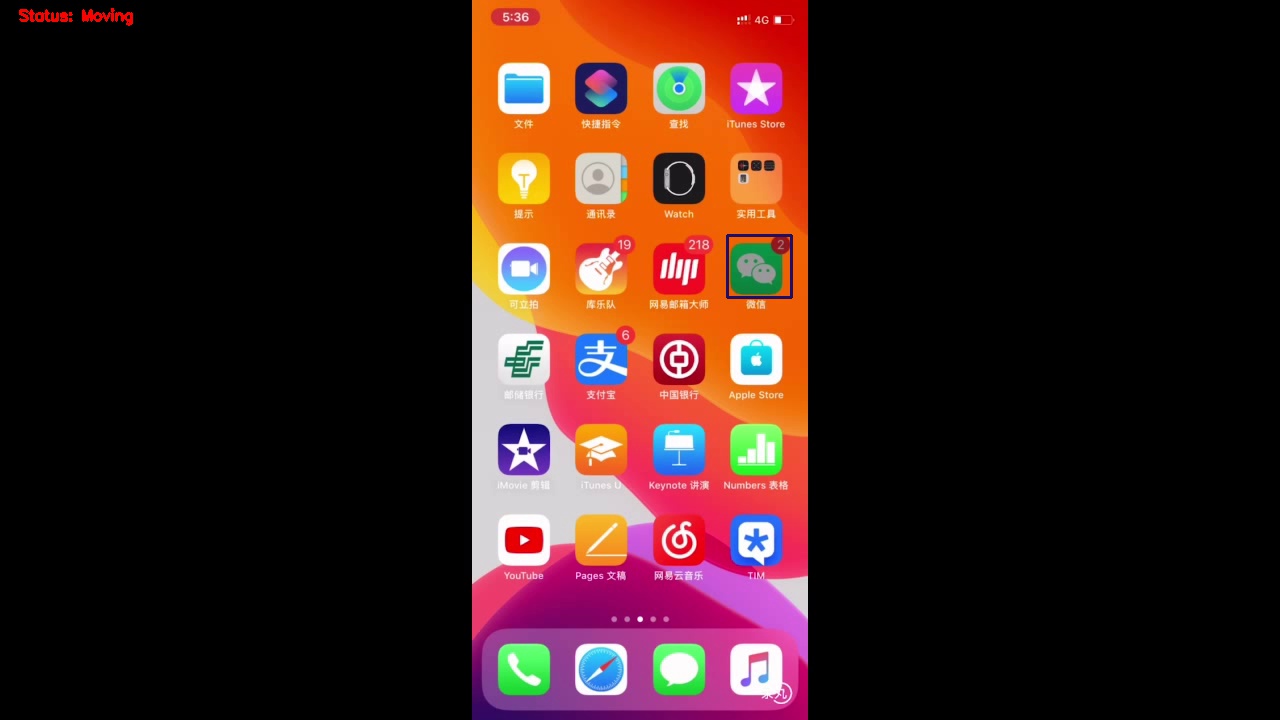 Status: Moving
5:36
4G
文件 快捷指令 查找 iTunes Store
提示 通讯录 Watch 实用工具
19 218 2
可立拍 库乐队 网易邮箱大师 微信
6
邮储银行 支付宝 中国银行 Apple Store
iMovie 剪辑 iTunes U Keynote 讲演 Numbers 表格
YouTube Pages 文稿 网易云音乐 TIM